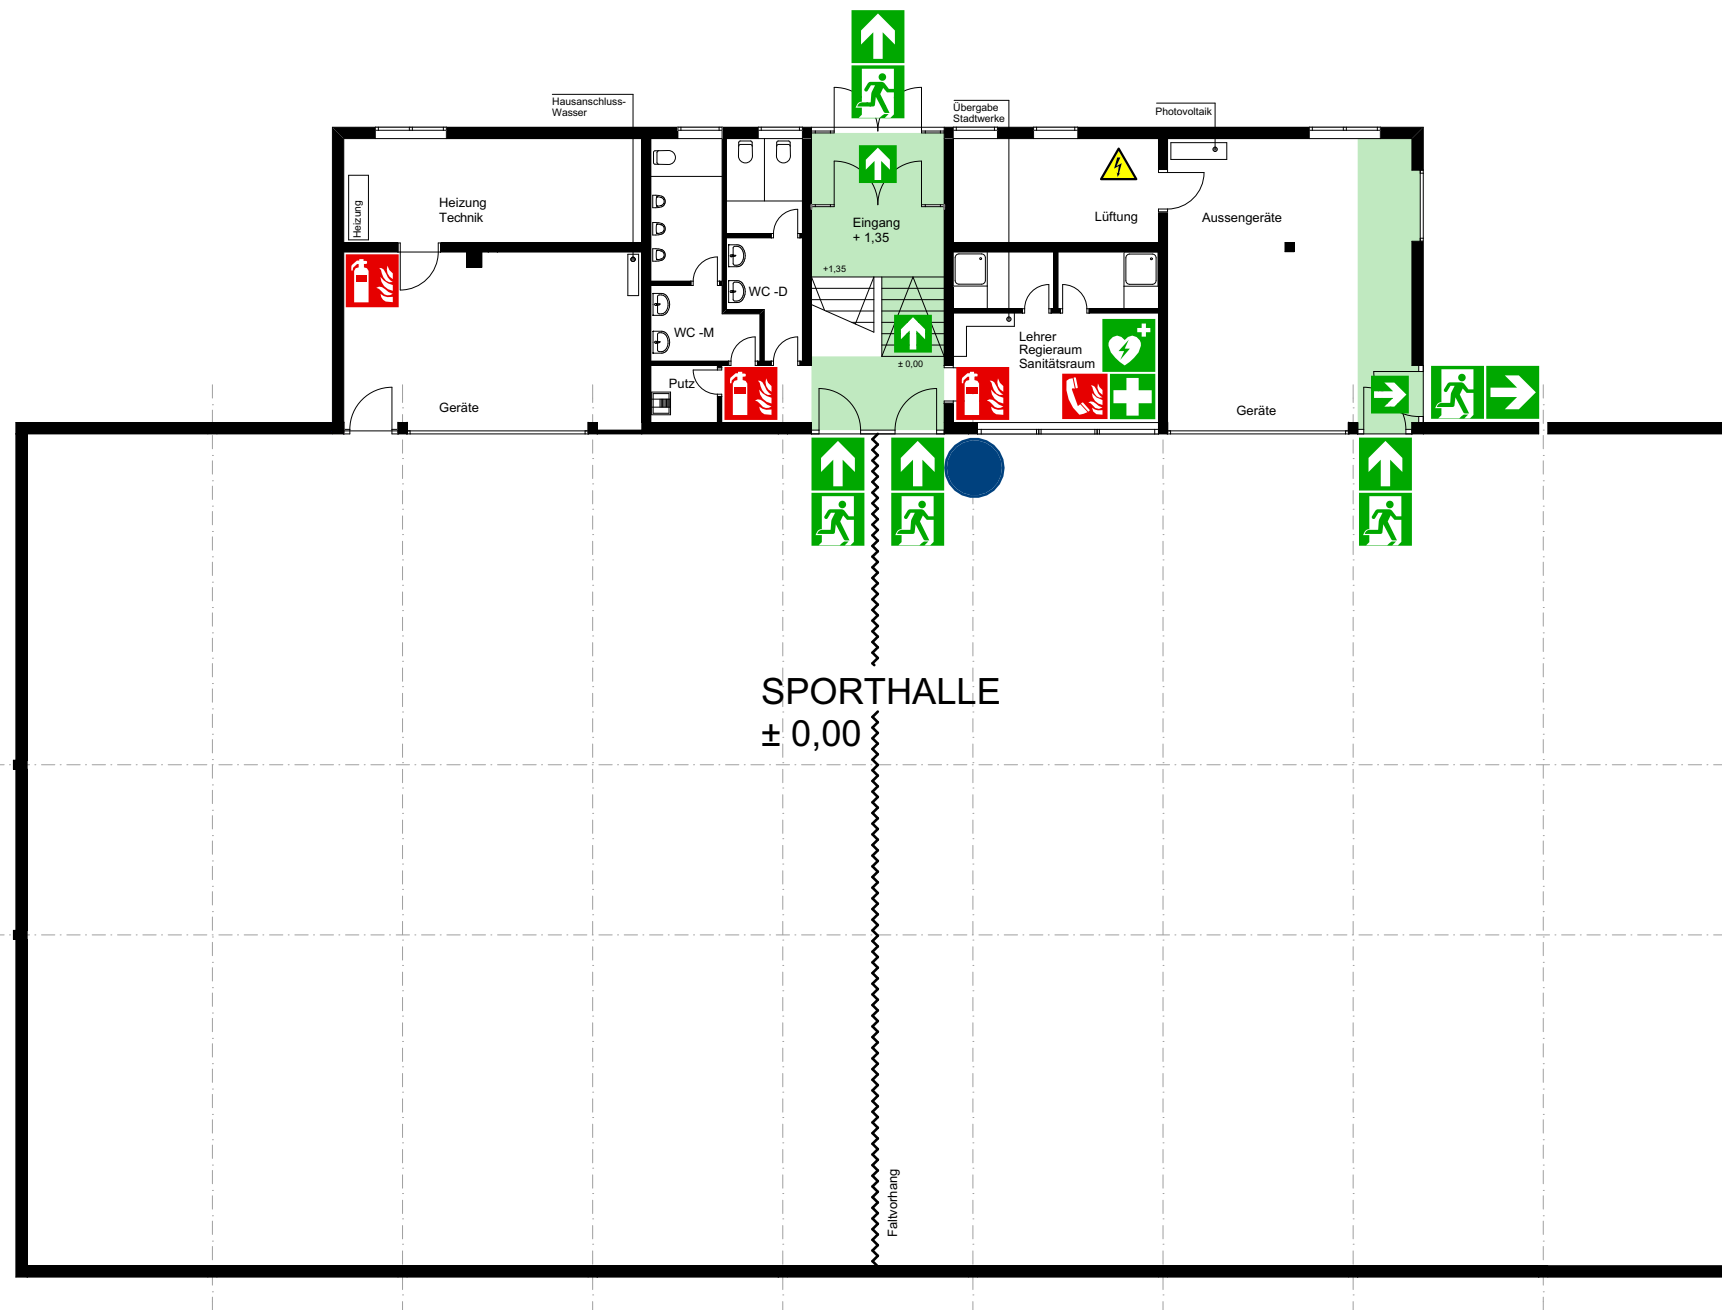 Hausanschluss-
Wasser
Übergabe
Stadtwerke
Photovoltaik
Heizung
Heizung
Technik
Eingang
+ 1,35
+1,35
Lüftung
Aussengeräte
WC -D
WC -M
Lehrer
Regieraum
Sanitätsraum
± 0,00
Putz
Geräte
Geräte
SPORTHALLE
± 0,00
Faltvorhang